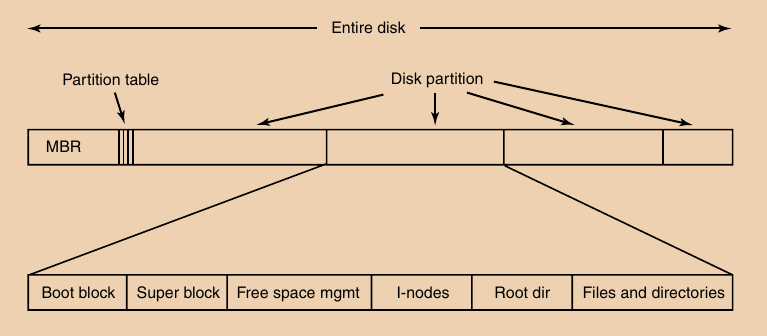 Entire disk
Partition table
Disk partition
MBR
Boot block
Super block
Free space mgmt
I-nodes
Root dir
Files and directories